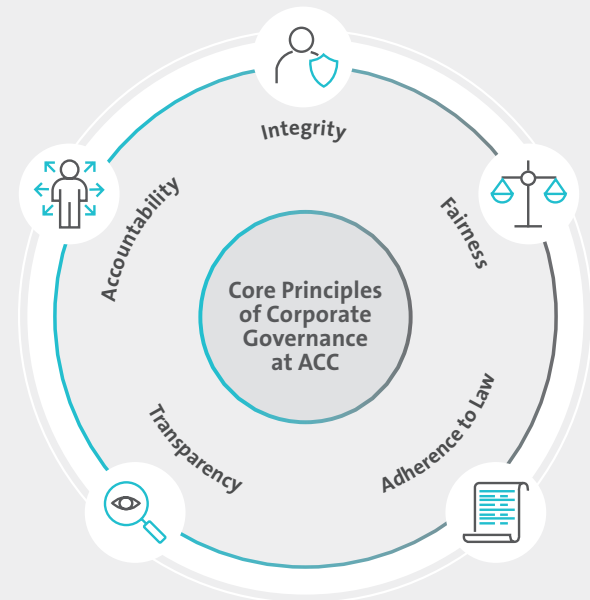 Integrity
Fairness
Adherence to Law
Transparency
Accountability
Core Principles
of Corporate
Governance
at ACC